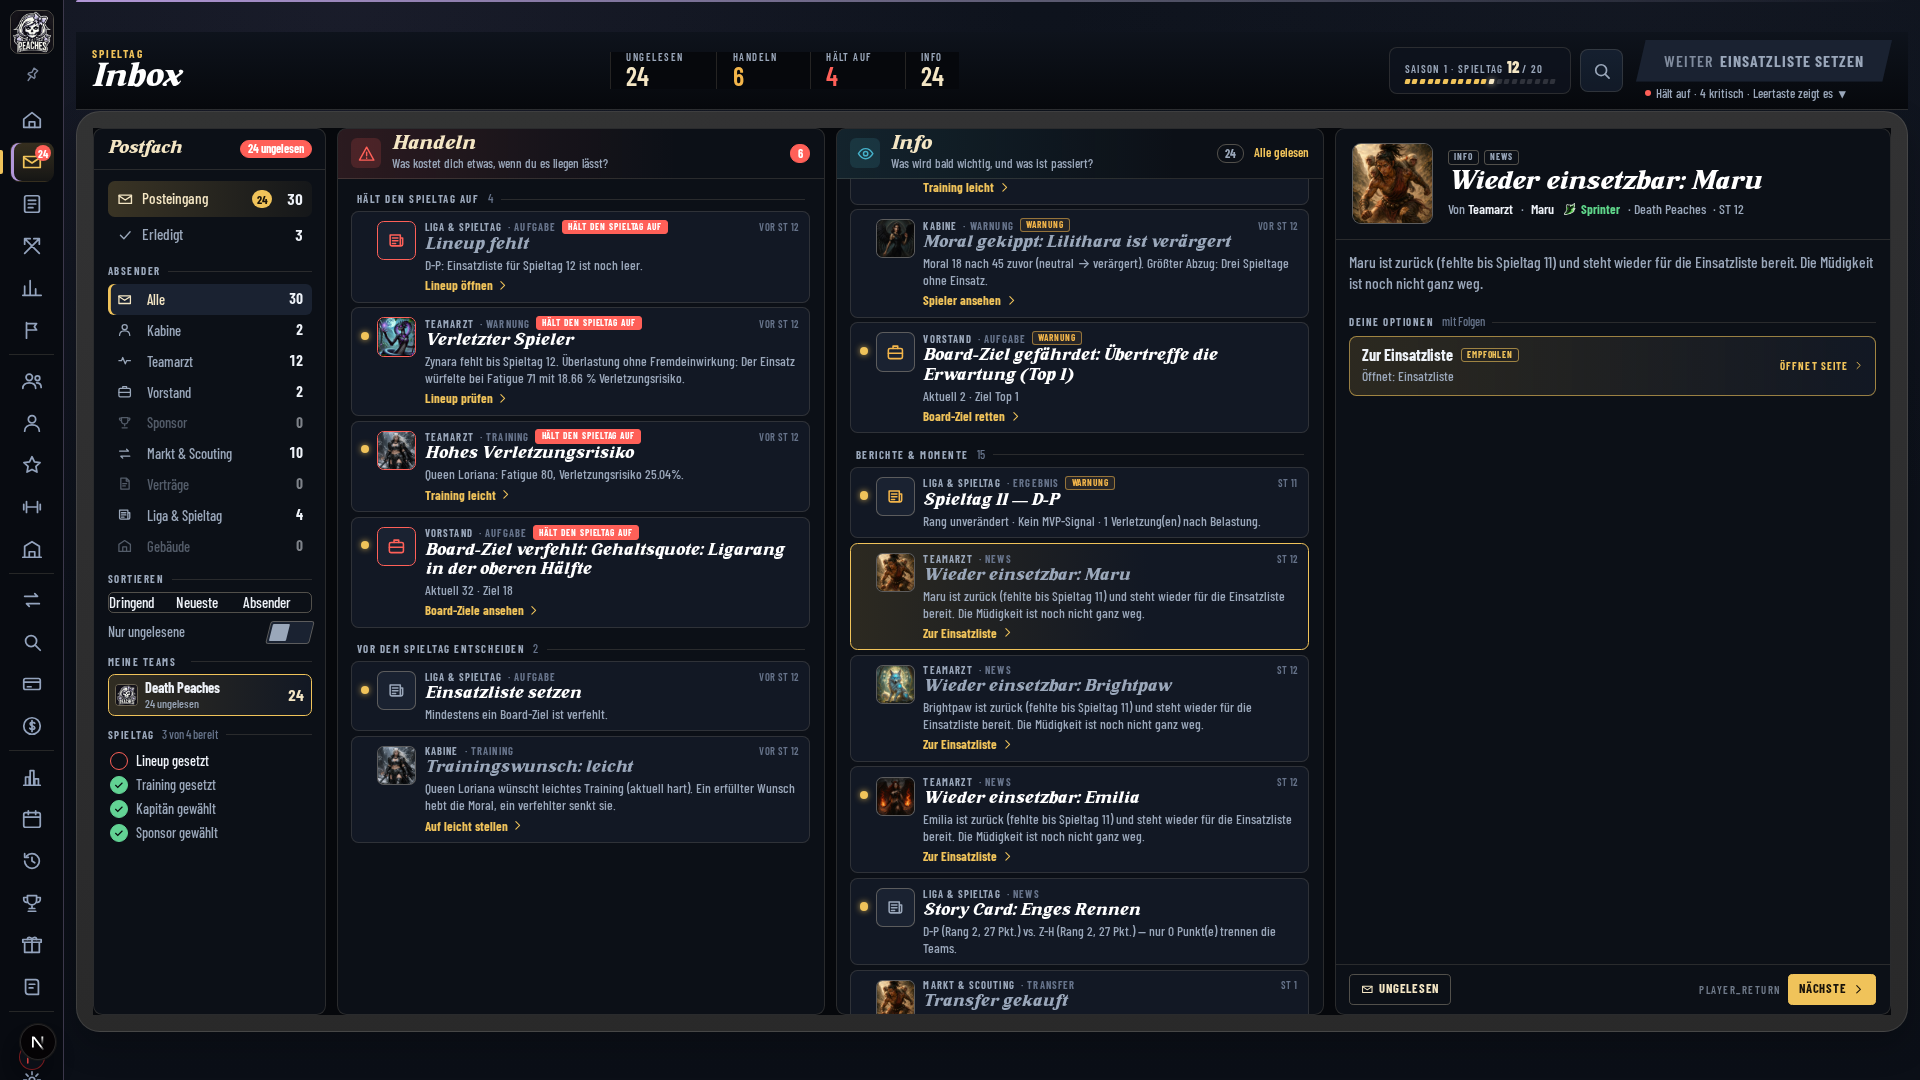 PEACHES
SPIELTAG
Inbox
UNGELESEN
24
HANDELN
6
HÄLT AUF
4
INFO
24
SAISON 1 · SPIELTAG 12 / 20
WEITER EINSATZLISTE SETZEN
Hält auf · 4 kritisch · Leertaste zeigt es ▼
24
Postfach
24 ungelesen
Posteingang 24 30
Erledigt 3
ABSENDER
Alle 30
Kabine 2
Teamarzt 12
Vorstand 2
Sponsor 0
Markt & Scouting 10
Verträge 0
Liga & Spieltag 4
Gebäude 0
SORTIEREN
Dringend Neueste Absender
Nur ungelesene
MEINE TEAMS
Death Peaches
24 ungelesen
24
SPIELTAG 3 von 4 bereit
Lineup gesetzt
Training gesetzt
Kapitän gewählt
Sponsor gewählt
N
Handeln
Was kostet dich etwas, wenn du es liegen lässt?
6
HÄLT DEN SPIELTAG AUF 4
LIGA & SPIELTAG · AUFGABE HÄLT DEN SPIELTAG AUF VOR ST 12
Lineup fehlt
D-P: Einsatzliste für Spieltag 12 ist noch leer.
Lineup öffnen
TEAMARZT · WARNUNG HÄLT DEN SPIELTAG AUF VOR ST 12
Verletzter Spieler
Zynara fehlt bis Spieltag 12. Überlastung ohne Fremdeinwirkung: Der Einsatz
würfelte bei Fatigue 71 mit 18.66 % Verletzungsrisiko.
Lineup prüfen
TEAMARZT · TRAINING HÄLT DEN SPIELTAG AUF VOR ST 12
Hohes Verletzungsrisiko
Queen Loriana: Fatigue 80, Verletzungsrisiko 25.04%.
Training leicht
VORSTAND · AUFGABE HÄLT DEN SPIELTAG AUF VOR ST 12
Board-Ziel verfehlt: Gehaltsquote: Ligarang
in der oberen Hälfte
Aktuell 32 · Ziel 18
Board-Ziele ansehen
VOR DEM SPIELTAG ENTSCHEIDEN 2
LIGA & SPIELTAG · AUFGABE VOR ST 12
Einsatzliste setzen
Mindestens ein Board-Ziel ist verfehlt.
KABINE · TRAINING VOR ST 12
Trainingswunsch: leicht
Queen Loriana wünscht leichtes Training (aktuell hart). Ein erfüllter Wunsch
hebt die Moral, ein verfehlter senkt sie.
Auf leicht stellen
Info
Was wird bald wichtig, und was ist passiert?
24 Alle gelesen
Training leicht
KABINE · WARNUNG WARNUNG VOR ST 12
Moral gekippt: Lilithara ist verärgert
Moral 18 nach 45 zuvor (neutral → verärgert). Größter Abzug: Drei Spieltage
ohne Einsatz.
Spieler ansehen
VORSTAND · AUFGABE WARNUNG
Board-Ziel gefährdet: Übertreffe die
Erwartung (Top 1)
Aktuell 2 · Ziel Top 1
Board-Ziel retten
BERICHTE & MOMENTE 15
LIGA & SPIELTAG · ERGEBNIS WARNUNG ST 11
Spieltag 11 — D-P
Rang unverändert · Kein MVP-Signal · 1 Verletzung(en) nach Belastung.
TEAMARZT · NEWS ST 12
Wieder einsetzbar: Maru
Maru ist zurück (fehlte bis Spieltag 11) und steht wieder für die Einsatzliste
bereit. Die Müdigkeit ist noch nicht ganz weg.
Zur Einsatzliste
TEAMARZT · NEWS ST 12
Wieder einsetzbar: Brightpaw
Brightpaw ist zurück (fehlte bis Spieltag 11) und steht wieder für die
Einsatzliste bereit. Die Müdigkeit ist noch nicht ganz weg.
Zur Einsatzliste
TEAMARZT · NEWS ST 12
Wieder einsetzbar: Emilia
Emilia ist zurück (fehlte bis Spieltag 11) und steht wieder für die Einsatzliste
bereit. Die Müdigkeit ist noch nicht ganz weg.
Zur Einsatzliste
LIGA & SPIELTAG · NEWS
Story Card: Enges Rennen
D-P (Rang 2, 27 Pkt.) vs. Z-H (Rang 2, 27 Pkt.) — nur 0 Punkt(e) trennen die
Teams.
MARKT & SCOUTING · TRANSFER ST 1
Transfer gekauft
INFO NEWS
Wieder einsetzbar: Maru
Von Teamarzt · Maru Sprinter · Death Peaches · ST 12
Maru ist zurück (fehlte bis Spieltag 11) und steht wieder für die Einsatzliste bereit. Die Müdigkeit
ist noch nicht ganz weg.
DEINE OPTIONEN mit Folgen
Zur Einsatzliste EMPFOHLEN
Öffnet: Einsatzliste
ÖFFNET SEITE
UNGELESEN
PLAYER_RETURN
NÄCHSTE